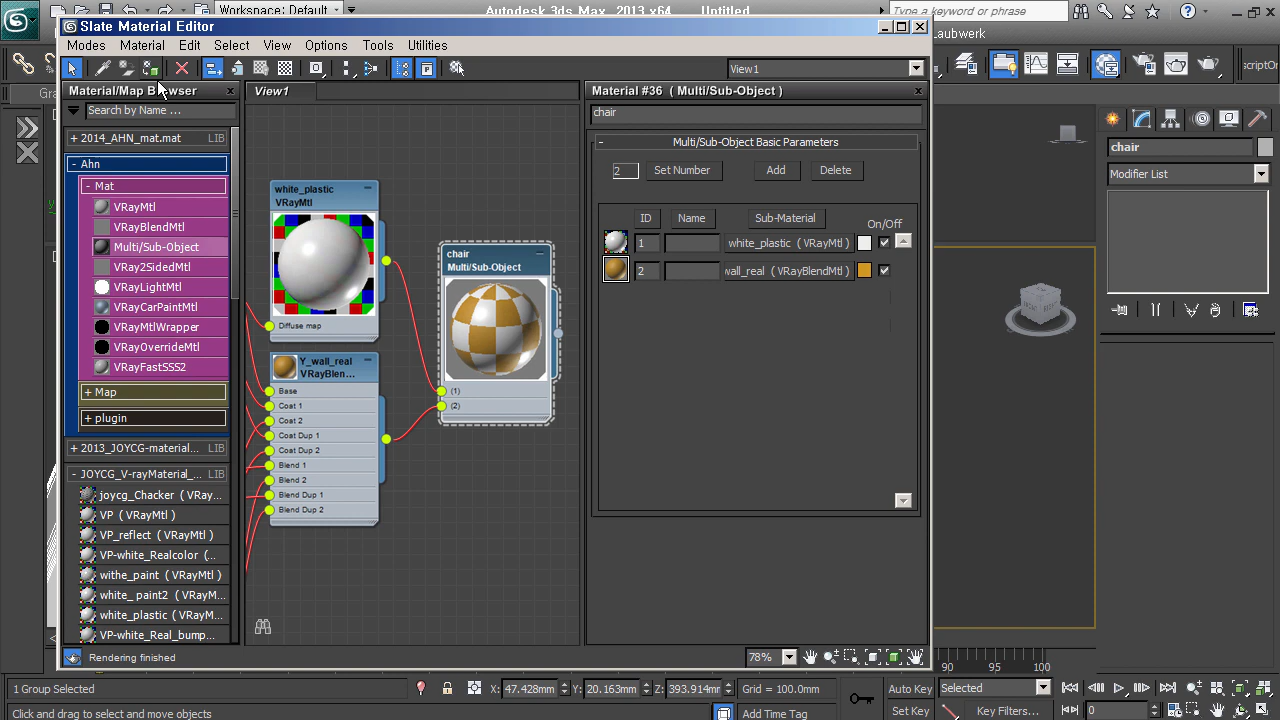 Workspace: Default
Autodesk 3ds Max 2013 x64 Untitled
Type a keyword or phrase
Slate Material Editor
Modes Material Edit Select View Options Tools Utilities
aubwerk
View1
Material/Map Browser
View1
Material #36 ( Multi/Sub-Object )
Search by Name ...
chair
+ 2014_AHN_mat.mat LIB
- Ahn
- Mat
VRayMtl
VRayBlendMtl
Multi/Sub-Object
VRay2SidedMtl
VRayLightMtl
VRayCarPaintMtl
VRayMtlWrapper
VRayOverrideMtl
VRayFastSSS2
+ Map
+ plugin
+ 2013_JOYCG-material... LIB
- JOYCG_V-rayMaterial_... LIB
joycg_Chacker ( VRay...
VP ( VRayMtl )
VP_reflect ( VRayMtl )
VP-white_Realcolor (...
withe_paint ( VRayMtl )
white_ paint2 ( VRayM...
white_plastic ( VRayM...
VP-white_Real_bump...
white_plastic
VRayMtl
Diffuse map
Y_wall_real
VRayBlen...
Base
Coat 1
Coat 2
Coat Dup 1
Coat Dup 2
Blend 1
Blend 2
Blend Dup 1
Blend Dup 2
chair
Multi/Sub-Object
(1)
(2)
- Multi/Sub-Object Basic Parameters
2 Set Number Add Delete
ID Name Sub-Material On/Off
1 white_plastic ( VRayMtl )
2 wall_real ( VRayBlendMtl )
chair
Modifier List
Rendering finished
78%
90 95 100
1 Group Selected
X: 47.428mm Y: 20.163mm Z: 393.914mm Grid = 100.0mm
Auto Key Selected
Click and drag to select and move objects
Add Time Tag
Set Key Key Filters... 0